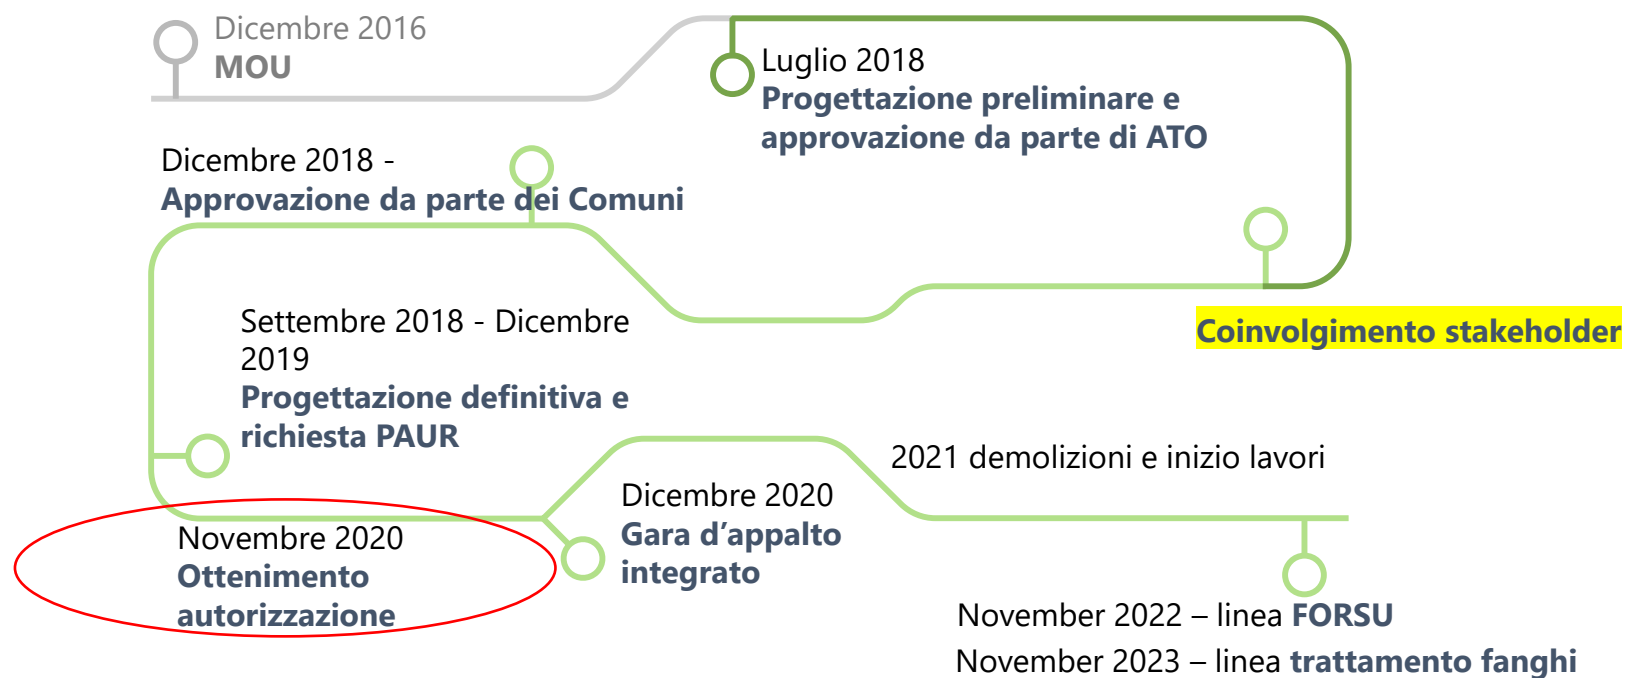 Dicembre 2016
MOU
Luglio 2018
Progettazione preliminare e
approvazione da parte di ATO
Coinvolgimento stakeholder
Dicembre 2018 -
Approvazione da parte dei Comuni
Settembre 2018 - Dicembre
2019
Progettazione definitiva e
richiesta PAUR
Novembre 2020
Ottenimento
autorizzazione
Dicembre 2020
Gara d’appalto
integrato
2021 demolizioni e inizio lavori
November 2022 – linea FORSU
November 2023 – linea trattamento fanghi